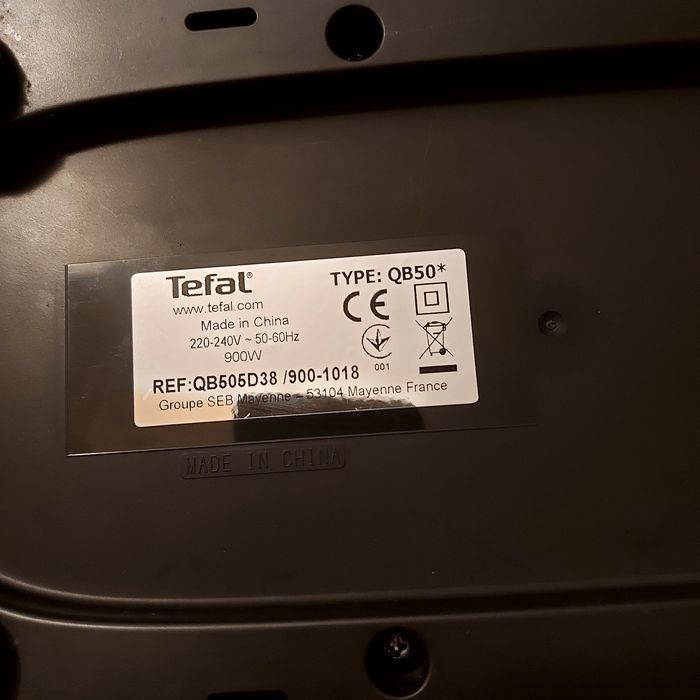 Tefal®
www.tefal.com
Made in China
220-240V ~ 50-60Hz
900W
TYPE: QB50*
CE
001
REF:QB505D38 /900-1018
Groupe SEB Mayenne – 53104 Mayenne France
MADE IN CHINA